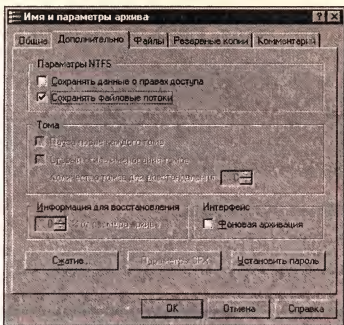 Имя и параметры архива
Общие Дополнительно Файлы Резервные копии Комментарий
Параметры NTFS
Сохранять данные о правах доступа
Сохранять файловые потоки
Тома
Информация для восстановления
Интерфейс
Фоновая архивация
Сжатие... Параметры SFX Установить пароль
OK Отмена Справка